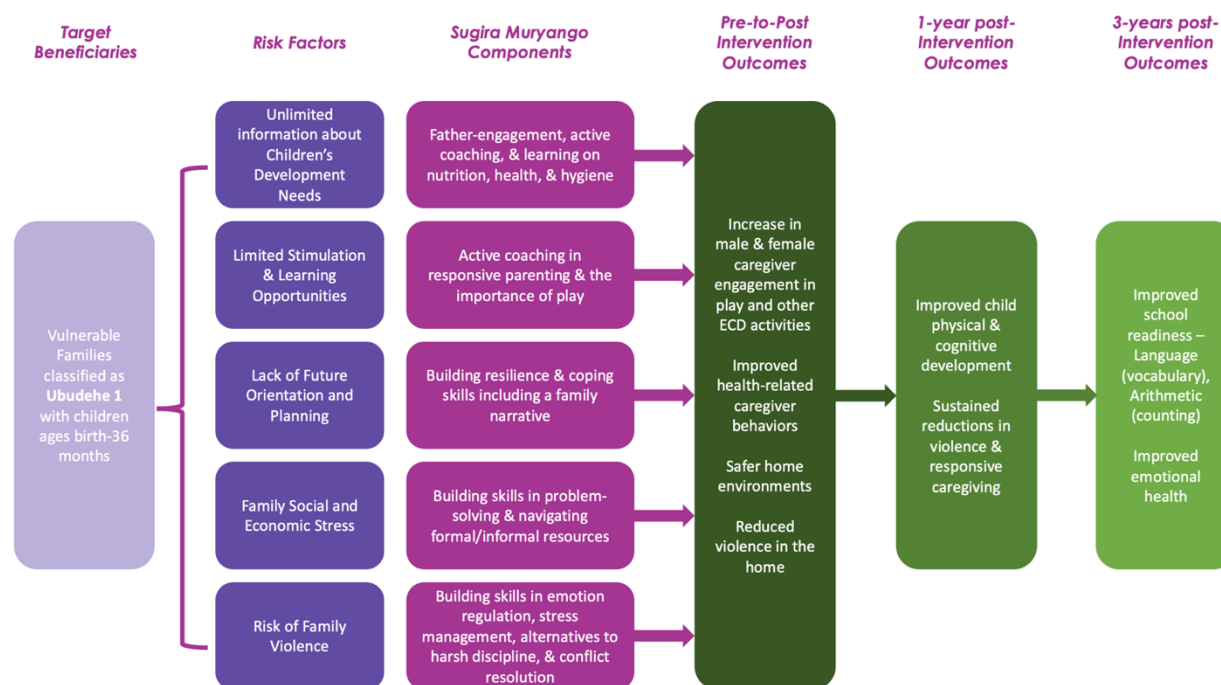 Target
Beneficiaries
Risk Factors
Sugira Muryango
Components
Pre-to-Post
Intervention
Outcomes
1-year post-
Intervention
Outcomes
3-years post-
Intervention
Outcomes
Vulnerable
Families
classified as
Ubudehe 1
with children
ages birth-36
months
Unlimited
information about
Children's
Development
Needs
Limited Stimulation
& Learning
Opportunities
Lack of Future
Orientation and
Planning
Family Social and
Economic Stress
Risk of Family
Violence
Father-engagement, active
coaching, & learning on
nutrition, health, & hygiene
Active coaching in
responsive parenting & the
importance of play
Building resilience & coping
skills including a family
narrative
Building skills in problem-
solving & navigating
formal/informal resources
Building skills in emotion
regulation, stress
management, alternatives to
harsh discipline, & conflict
resolution
Increase in
male & female
caregiver
engagement in
play and other
ECD activities
Improved
health-related
caregiver
behaviors
Safer home
environments
Reduced
violence in the
home
Improved child
physical &
cognitive
development
Sustained
reductions in
violence &
responsive
caregiving
Improved
school
readiness –
Language
(vocabulary),
Arithmetic
(counting)
Improved
emotional
health